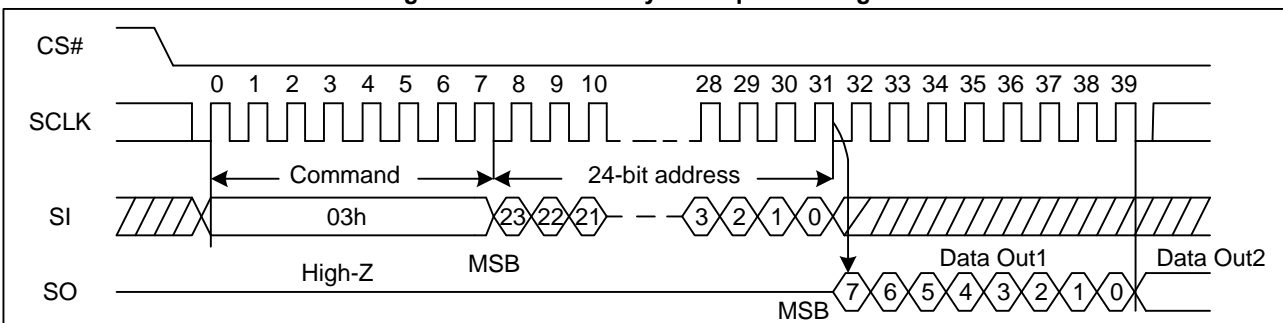 CS#
0 1 2 3 4 5 6 7 8 9 10 28 29 30 31 32 33 34 35 36 37 38 39
SCLK
Command 24-bit address
SI 03h 23 22 21 3 2 1 0
High-Z MSB Data Out1 Data Out2
SO MSB 7 6 5 4 3 2 1 0